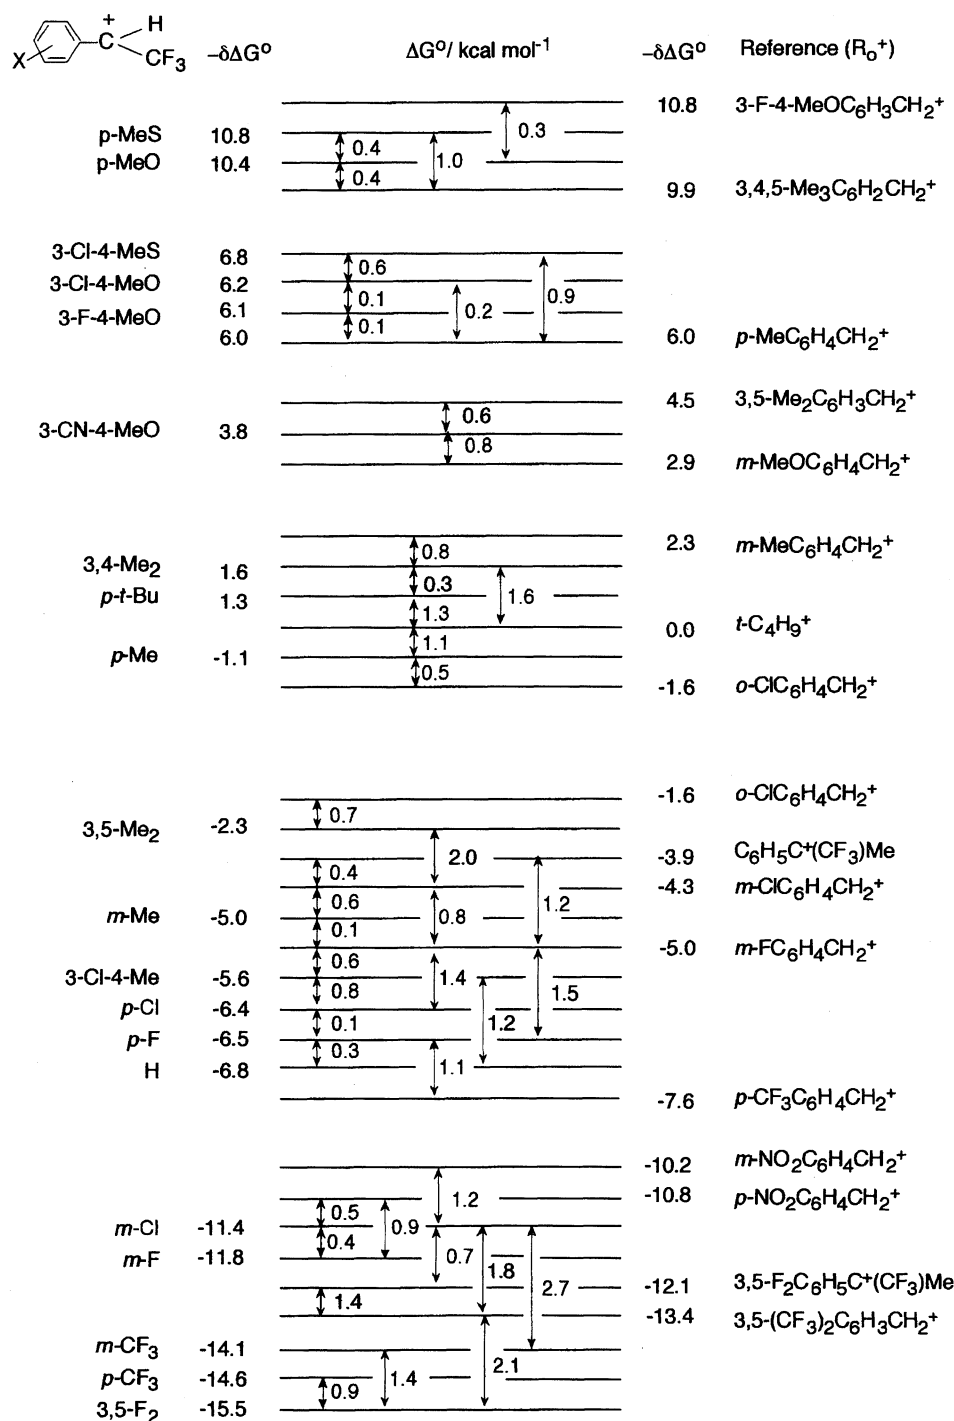 X + C H CF3 –δΔG° ΔG°/ kcal mol-1 –δΔG° Reference (Ro+)
10.8 3-F-4-MeOC6H3CH2+
p-MeS 10.8 0.3
0.4 1.0
p-MeO 10.4
0.4
9.9 3,4,5-Me3C6H2CH2+
3-Cl-4-MeS 6.8
0.6
3-Cl-4-MeO 6.2
0.1 0.2 0.9
3-F-4-MeO 6.1
0.1
6.0 6.0 p-MeC6H4CH2+
4.5 3,5-Me2C6H3CH2+
0.6
3-CN-4-MeO 3.8
0.8
2.9 m-MeOC6H4CH2+
2.3 m-MeC6H4CH2+
0.8
3,4-Me2 1.6
0.3 1.6
p-t-Bu 1.3
1.3
0.0 t-C4H9+
1.1
p-Me -1.1
0.5
-1.6 o-ClC6H4CH2+
-1.6 o-ClC6H4CH2+
0.7
3,5-Me2 -2.3
2.0 -3.9 C6H5C+(CF3)Me
0.4
-4.3 m-ClC6H4CH2+
0.6 0.8 1.2
m-Me -5.0
0.1
-5.0 m-FC6H4CH2+
0.6 1.4
3-Cl-4-Me -5.6
0.8 1.5
p-Cl -6.4
0.1 1.2
p-F -6.5
0.3 1.1
H -6.8
-7.6 p-CF3C6H4CH2+
-10.2 m-NO2C6H4CH2+
1.2 -10.8 p-NO2C6H4CH2+
0.5 0.9
m-Cl -11.4
0.4 0.7 1.8
m-F -11.8
2.7 -12.1 3,5-F2C6H5C+(CF3)Me
1.4
-13.4 3,5-(CF3)2C6H3CH2+
m-CF3 -14.1
1.4 2.1
p-CF3 -14.6
0.9
3,5-F2 -15.5